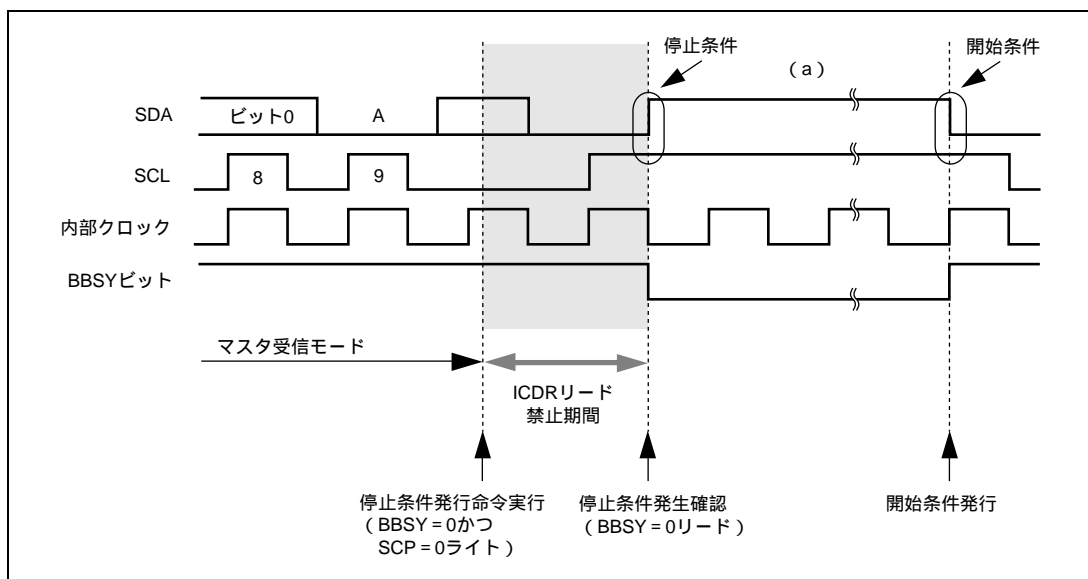 停止条件
開始条件
(a)
SDA
ビット0
A
SCL
8
9
内部クロック
BBSYビット
マスタ受信モード
ICDRリード
禁止期間
停止条件発行命令実行
(BBSY = 0かつ
SCP = 0ライト)
停止条件発生確認
(BBSY = 0リード)
開始条件発行